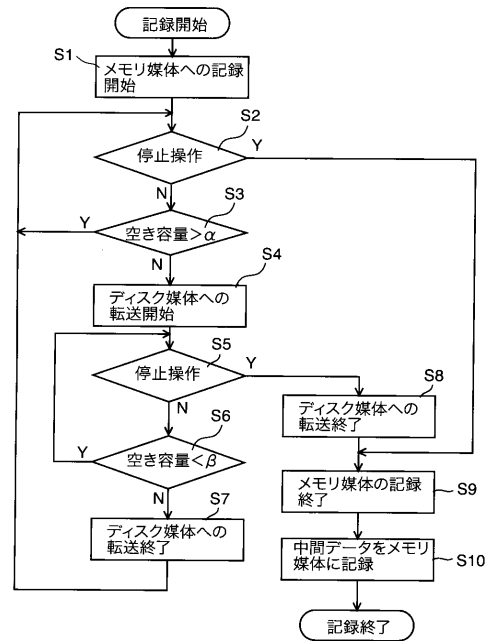 記録開始
S1
メモリ媒体への記録
開始
S2
停止操作
Y
N
S3
Y
空き容量>α
N
S4
ディスク媒体への
転送開始
S5
停止操作
Y
N
S8
ディスク媒体への
転送終了
S6
Y
空き容量<β
N
S7
ディスク媒体への
転送終了
メモリ媒体の記録
終了
S9
中間データをメモリ
媒体に記録
S10
記録終了